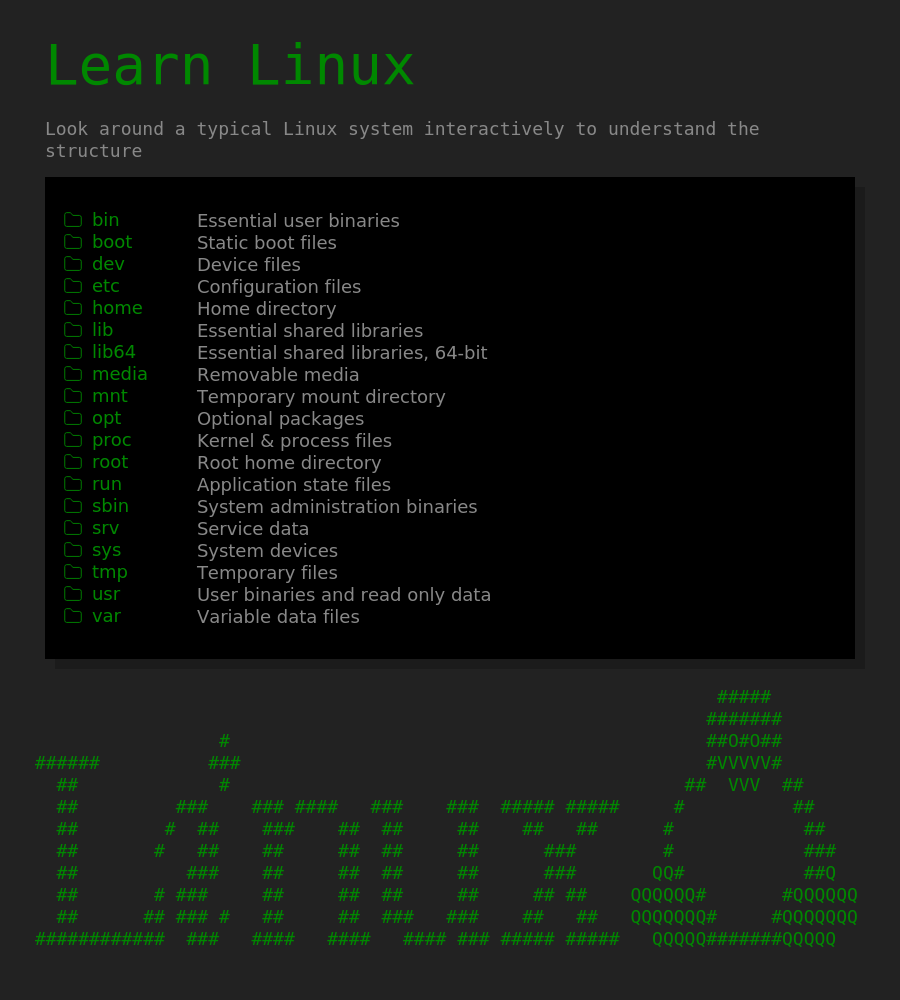 Learn Linux
Look around a typical Linux system interactively to understand the
structure
bin Essential user binaries
boot Static boot files
dev Device files
etc Configuration files
home Home directory
lib Essential shared libraries
lib64 Essential shared libraries, 64-bit
media Removable media
mnt Temporary mount directory
opt Optional packages
proc Kernel & process files
root Root home directory
run Application state files
sbin System administration binaries
srv Service data
sys System devices
tmp Temporary files
usr User binaries and read only data
var Variable data files
#####
#######
# ##O#O##
###### ### #VVVVV#
## # ## VVV ##
## ### ### #### ### ### ##### ##### # ##
## # ## ### ## ## ## ## ## # ##
## # ## ## ## ## ## ### # ###
## ### ## ## ## ## ### QQ# ##Q
## # ### ## ## ## ## ## ## QQQQQQ# #QQQQQQ
## ## ### # ## ## ### ### ## ## QQQQQQQ# #QQQQQQQ
############ ### #### #### #### ### ##### ##### QQQQQ#######QQQQQ